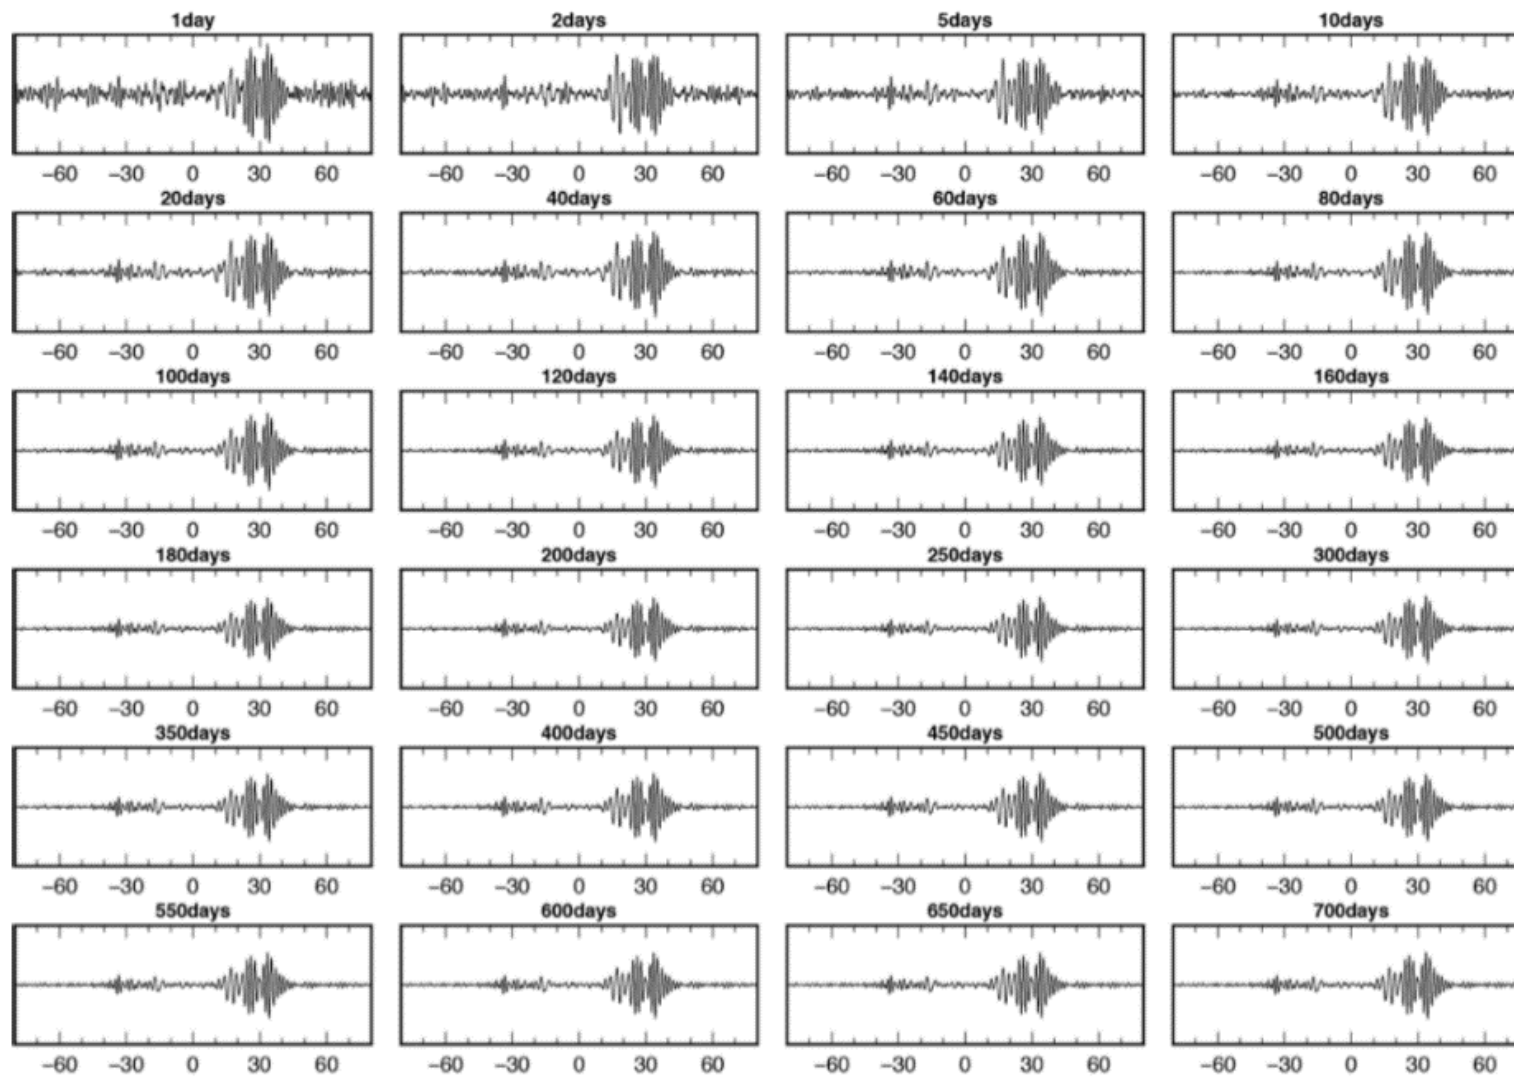 1day 2days 5days 10days
−60 −30 0 30 60 −60 −30 0 30 60 −60 −30 0 30 60 −60 −30 0 30 60
20days 40days 60days 80days
−60 −30 0 30 60 −60 −30 0 30 60 −60 −30 0 30 60 −60 −30 0 30 60
100days 120days 140days 160days
−60 −30 0 30 60 −60 −30 0 30 60 −60 −30 0 30 60 −60 −30 0 30 60
180days 200days 250days 300days
−60 −30 0 30 60 −60 −30 0 30 60 −60 −30 0 30 60 −60 −30 0 30 60
350days 400days 450days 500days
−60 −30 0 30 60 −60 −30 0 30 60 −60 −30 0 30 60 −60 −30 0 30 60
550days 600days 650days 700days
−60 −30 0 30 60 −60 −30 0 30 60 −60 −30 0 30 60 −60 −30 0 30 60